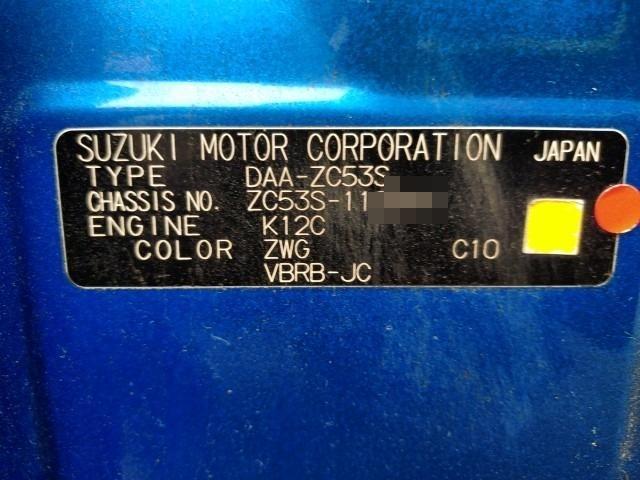 SUZUKI MOTOR CORPORATION JAPAN
TYPE DAA-ZC53S
CHASSIS NO. ZC53S-11
ENGINE K12C
COLOR ZWG C10
VBRB-JC